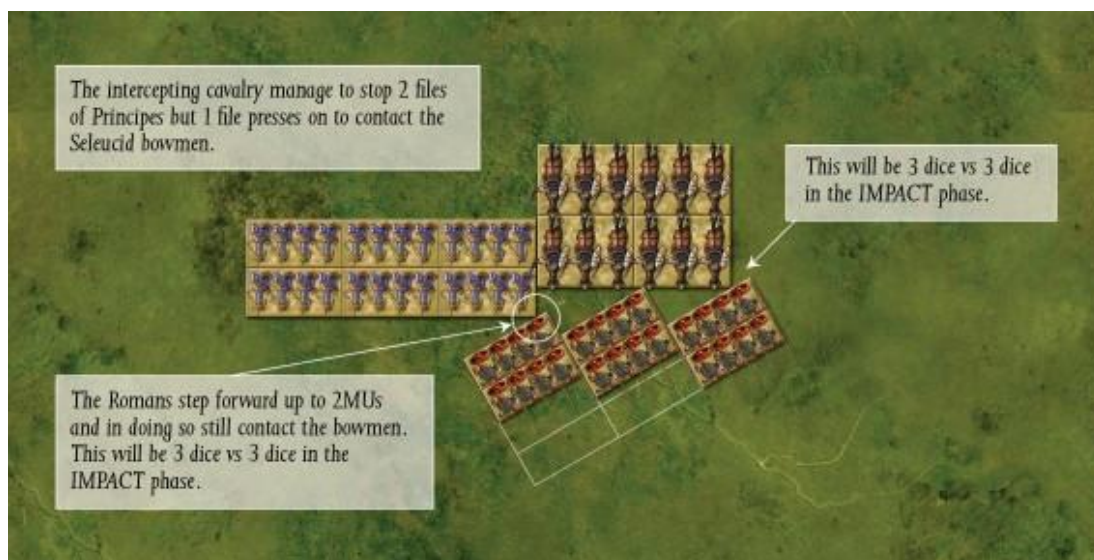 The intercepting cavalry manage to stop 2 files
of Principes but 1 file presses on to contact the
Seleucid bowmen.
This will be 3 dice vs 3 dice
in the IMPACT phase.
The Romans step forward up to 2MUs
and in doing so still contact the bowmen.
This will be 3 dice vs 3 dice in the
IMPACT phase.